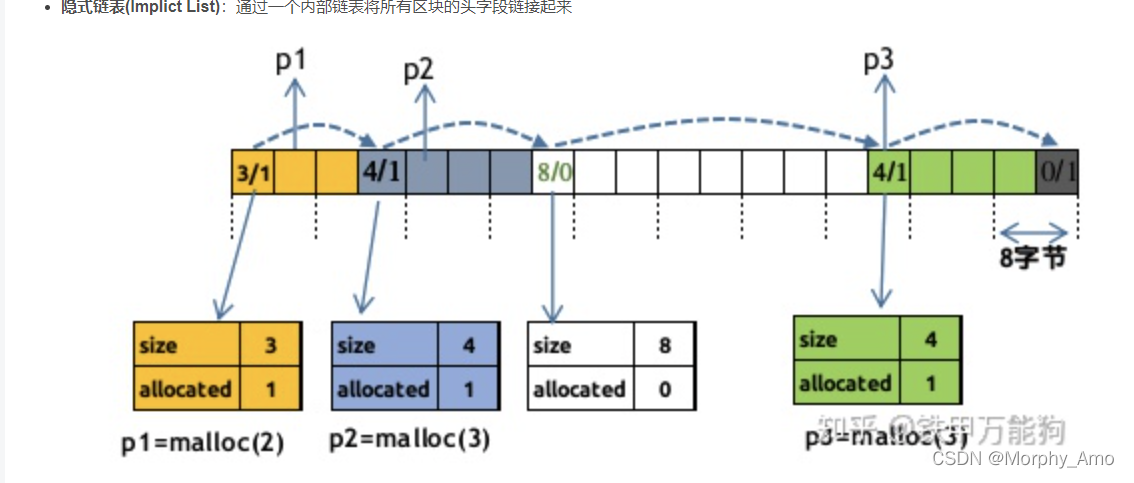 隐式链表(Implict List)：通过一个内部链表将所有区块的头字段链接起来
p1 p2 p3
3/1 4/1 8/0 4/1 0/1
8字节
size 3 size 4 size 8 size 4
allocated 1 allocated 1 allocated 0 allocated 1
p1=malloc(2) p2=malloc(3) p3=malloc(3)
知乎 @铁甲万能狗
CSDN @Morphy_Amo